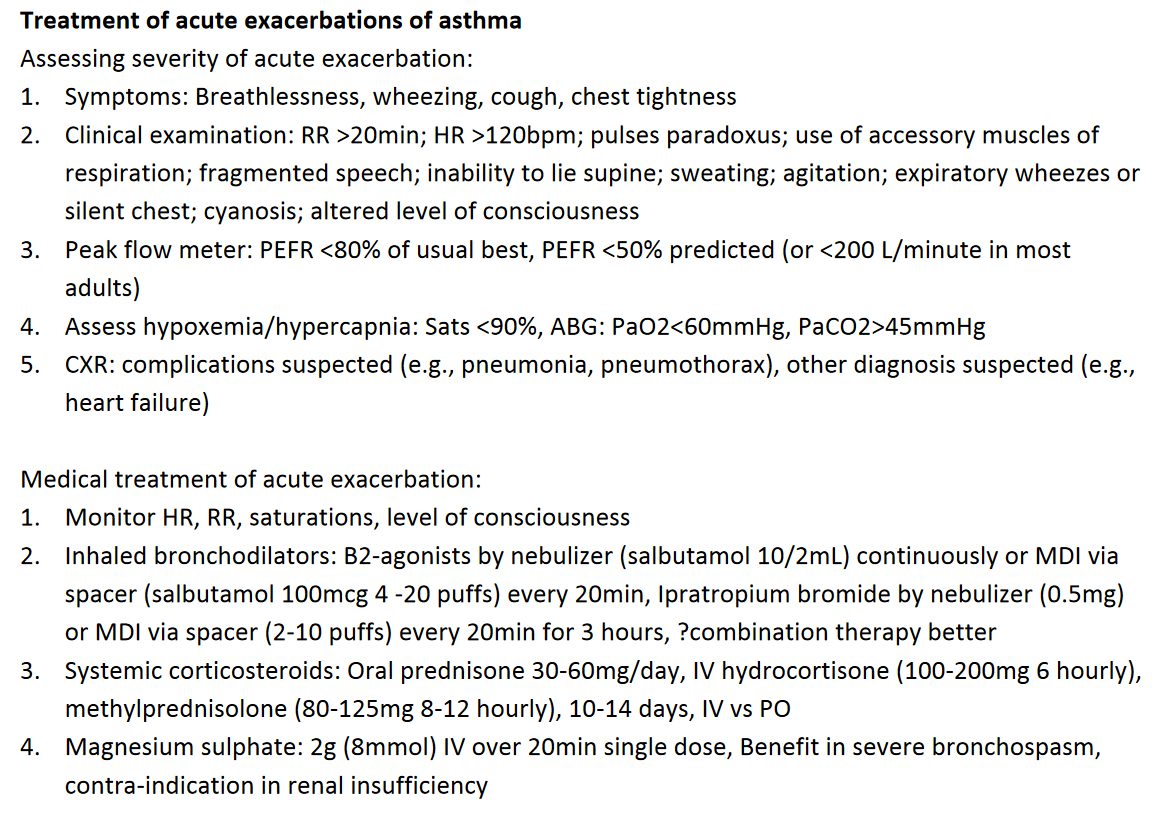 Treatment of acute exacerbations of asthma
Assessing severity of acute exacerbation:
1. Symptoms: Breathlessness, wheezing, cough, chest tightness
2. Clinical examination: RR >20min; HR >120bpm; pulses paradoxus; use of accessory muscles of
respiration; fragmented speech; inability to lie supine; sweating; agitation; expiratory wheezes or
silent chest; cyanosis; altered level of consciousness
3. Peak flow meter: PEFR <80% of usual best, PEFR <50% predicted (or <200 L/minute in most
adults)
4. Assess hypoxemia/hypercapnia: Sats <90%, ABG: PaO2<60mmHg, PaCO2>45mmHg
5. CXR: complications suspected (e.g., pneumonia, pneumothorax), other diagnosis suspected (e.g.,
heart failure)
Medical treatment of acute exacerbation:
1. Monitor HR, RR, saturations, level of consciousness
2. Inhaled bronchodilators: B2-agonists by nebulizer (salbutamol 10/2mL) continuously or MDI via
spacer (salbutamol 100mcg 4 -20 puffs) every 20min, Ipratropium bromide by nebulizer (0.5mg)
or MDI via spacer (2-10 puffs) every 20min for 3 hours, ?combination therapy better
3. Systemic corticosteroids: Oral prednisone 30-60mg/day, IV hydrocortisone (100-200mg 6 hourly),
methylprednisolone (80-125mg 8-12 hourly), 10-14 days, IV vs PO
4. Magnesium sulphate: 2g (8mmol) IV over 20min single dose, Benefit in severe bronchospasm,
contra-indication in renal insufficiency